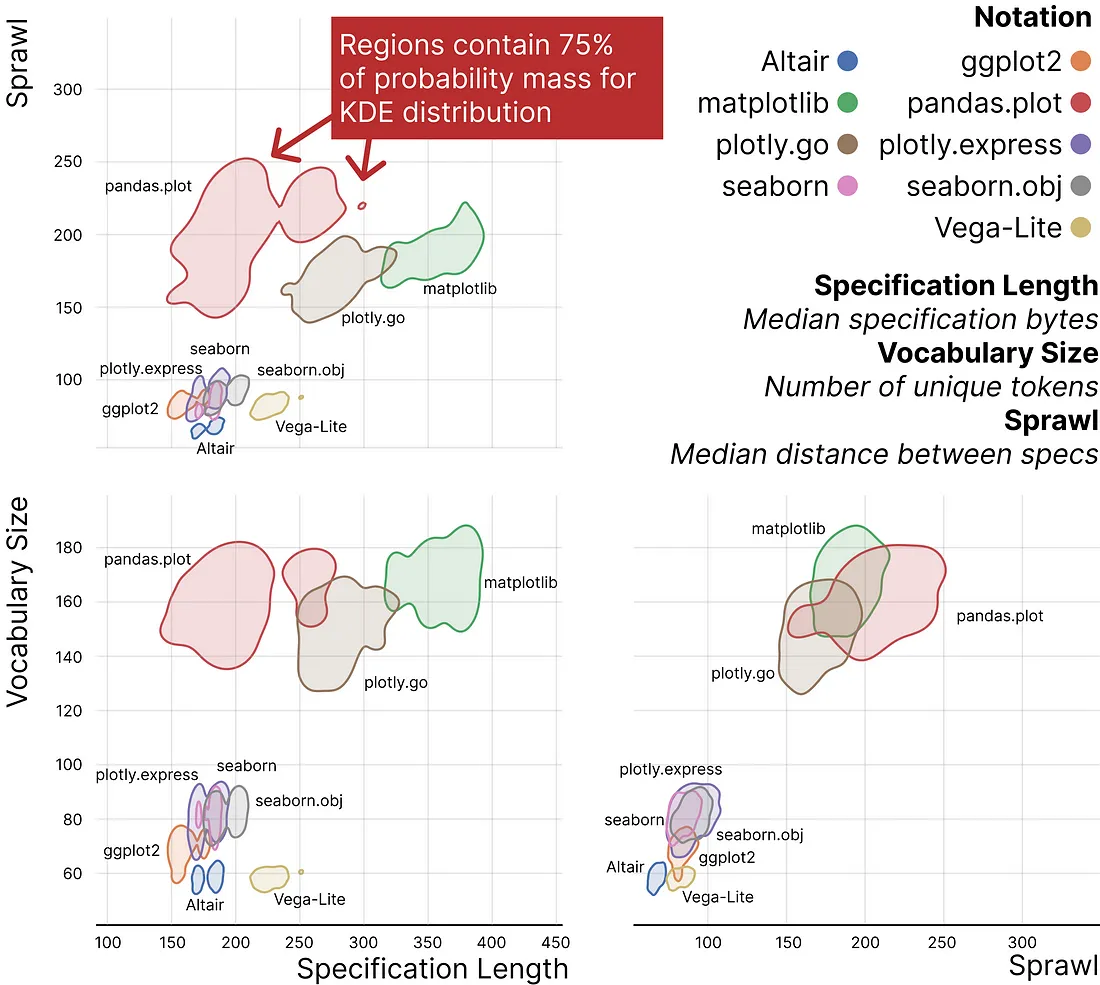 Sprawl
300
250
200
150
100
Regions contain 75%
of probability mass for
KDE distribution
pandas.plot
matplotlib
plotly.go
seaborn
plotly.express
seaborn.obj
ggplot2
Vega-Lite
Altair
Notation
Altair
ggplot2
matplotlib
pandas.plot
plotly.go
plotly.express
seaborn
seaborn.obj
Vega-Lite
Specification Length
Median specification bytes
Vocabulary Size
Number of unique tokens
Sprawl
Median distance between specs
Vocabulary Size
180
160
140
120
100
80
60
pandas.plot
matplotlib
plotly.go
seaborn
plotly.express
seaborn.obj
ggplot2
Vega-Lite
Altair
100 150 200 250 300 350 400 450
Specification Length
matplotlib
pandas.plot
plotly.go
plotly.express
seaborn
seaborn.obj
ggplot2
Altair
Vega-Lite
100 150 200 250 300
Sprawl